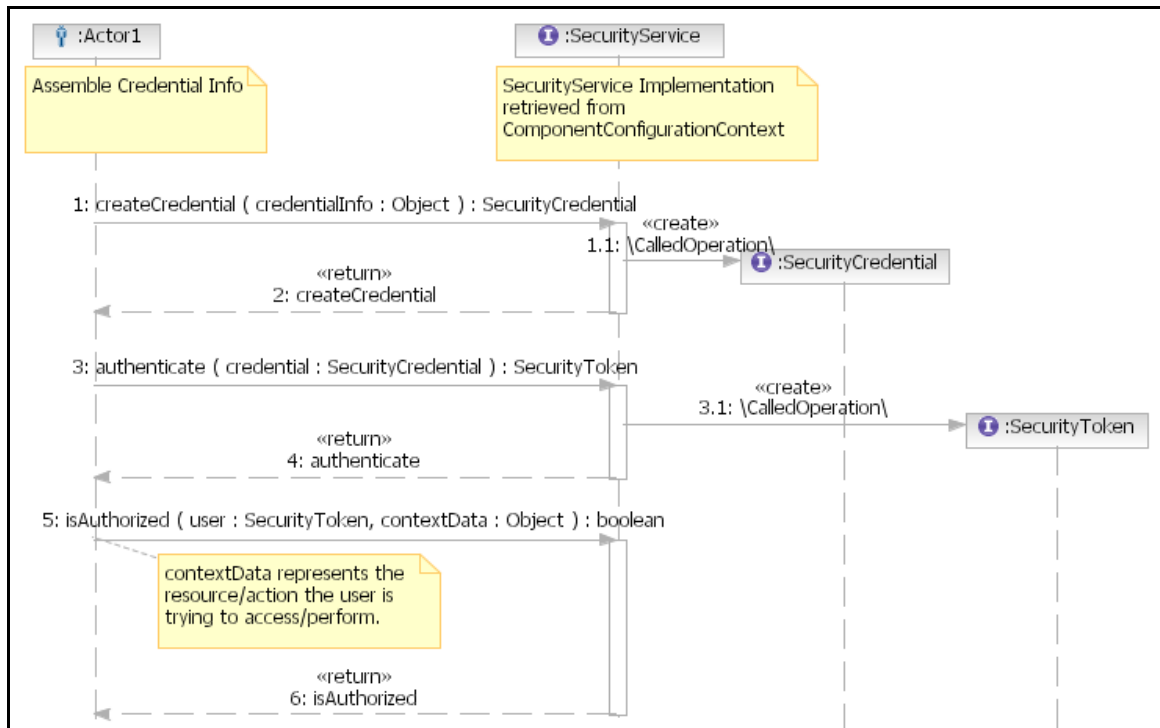 :Actor1
:SecurityService
Assemble Credential Info
SecurityService Implementation
retrieved from
ComponentConfigurationContext
1: createCredential ( credentialInfo : Object ) : SecurityCredential
«create»
1.1: \CalledOperation\
:SecurityCredential
«return»
2: createCredential
3: authenticate ( credential : SecurityCredential ) : SecurityToken
«create»
3.1: \CalledOperation\
:SecurityToken
«return»
4: authenticate
5: isAuthorized ( user : SecurityToken, contextData : Object ) : boolean
contextData represents the
resource/action the user is
trying to access/perform.
«return»
6: isAuthorized